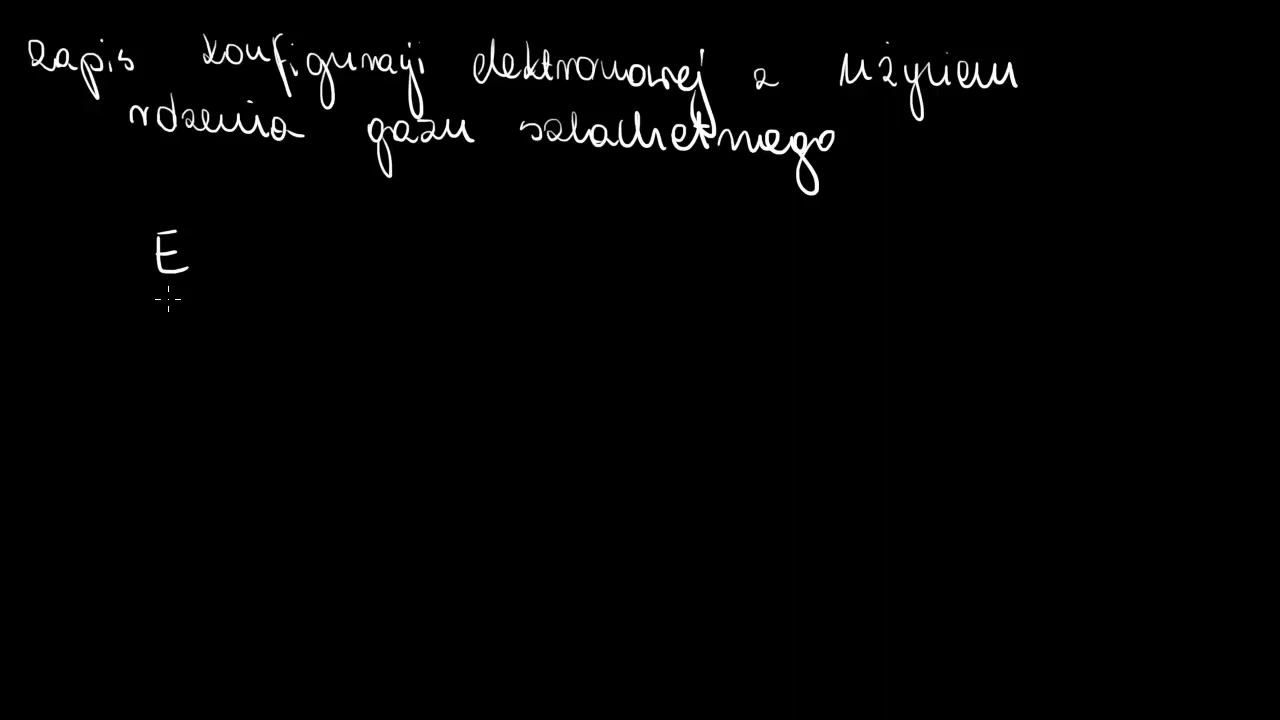 zapis konfiguracji elektronowej z użyciem
rdzenia gazu szlachetnego
E